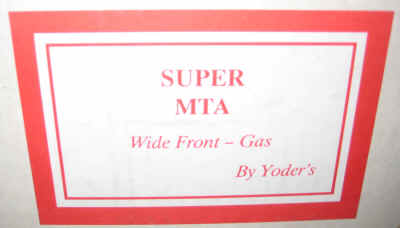 SUPER
MTA
Wide Front – Gas
By Yoder's